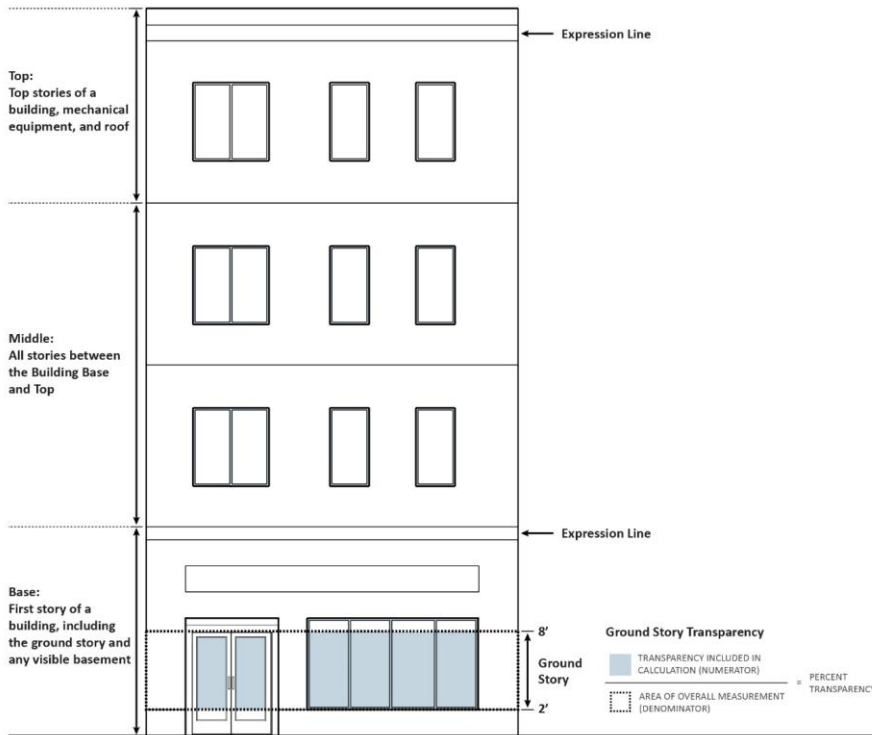 Expression Line
Top:
Top stories of a
building, mechanical
equipment, and roof
Middle:
All stories between
the Building Base
and Top
Expression Line
Base:
First story of a
building, including
the ground story and
any visible basement
8'
Ground
Story
2'
Ground Story Transparency
TRANSPARENCY INCLUDED IN
CALCULATION (NUMERATOR)
AREA OF OVERALL MEASUREMENT
(DENOMINATOR)
= PERCENT
TRANSPARENCY